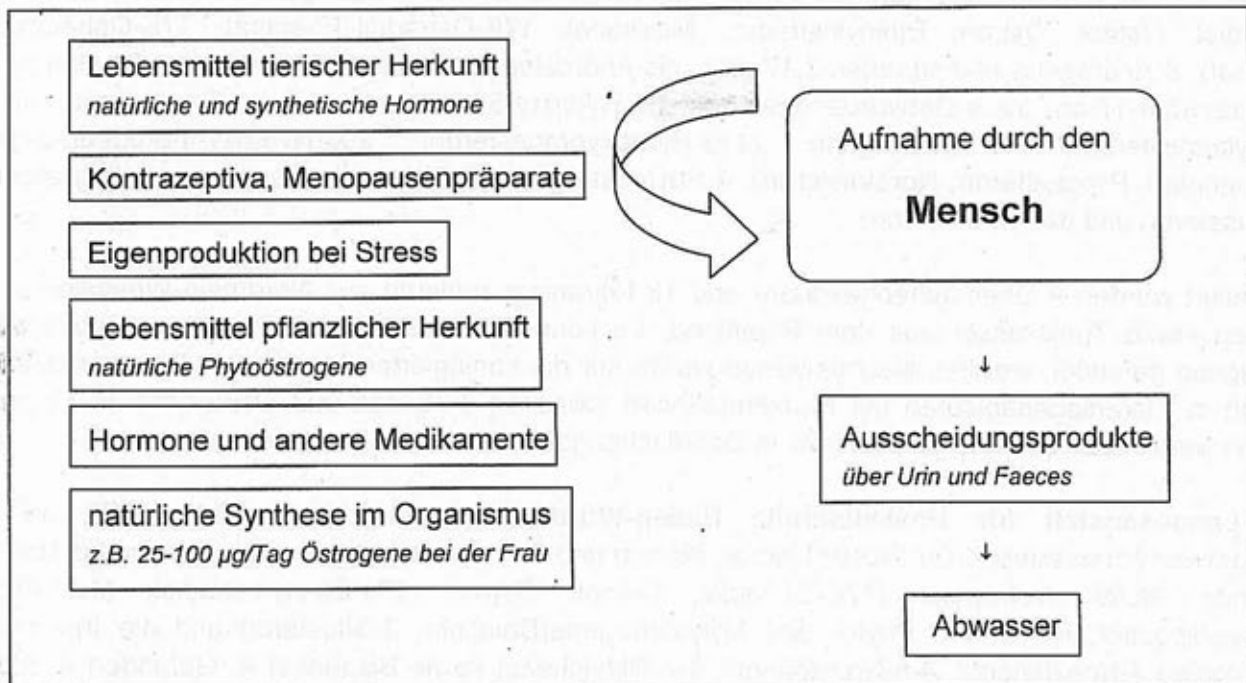 Lebensmittel tierischer Herkunft
natürliche und synthetische Hormone
Kontrazeptiva, Menopausenpräparate
Eigenproduktion bei Stress
Lebensmittel pflanzlicher Herkunft
natürliche Phytoöstrogene
Hormone und andere Medikamente
natürliche Synthese im Organismus
z.B. 25-100 µg/Tag Östrogene bei der Frau
Aufnahme durch den
Mensch
↓
Ausscheidungsprodukte
über Urin und Faeces
↓
Abwasser